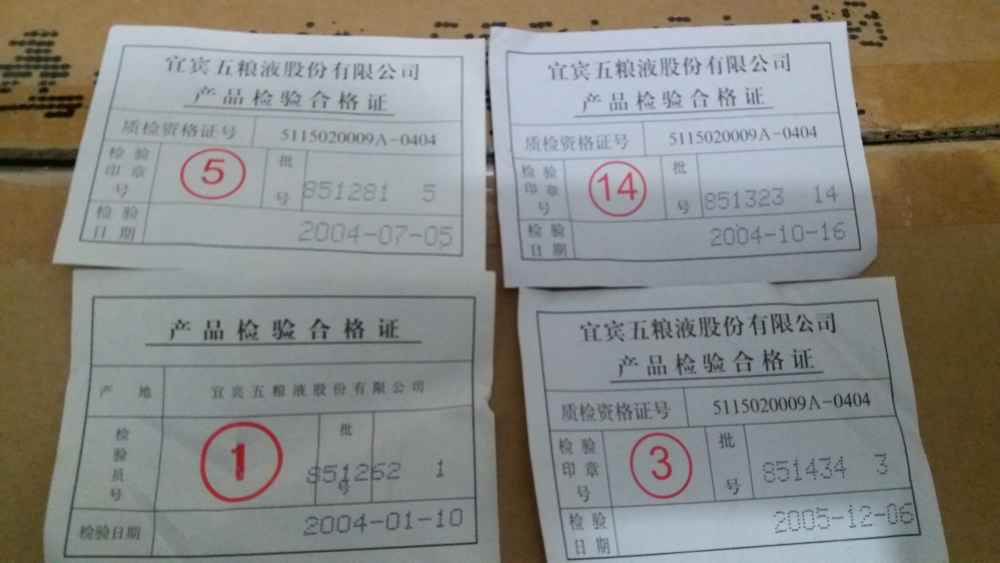 宜宾五粮液股份有限公司
产品检验合格证
质检资格证号 5115020009A-0404
检验印章号 5 批号 851281 5
检验日期 2004-07-05
宜宾五粮液股份有限公司
产品检验合格证
质检资格证号 5115020009A-0404
检验印章号 14 批号 851323 14
检验日期 2004-10-16
产品检验合格证
产地 宜宾五粮液股份有限公司
检验员号 1 批号 851262 1
检验日期 2004-01-10
宜宾五粮液股份有限公司
产品检验合格证
质检资格证号 5115020009A-0404
检验印章号 3 批号 851434 3
检验日期 2005-12-06